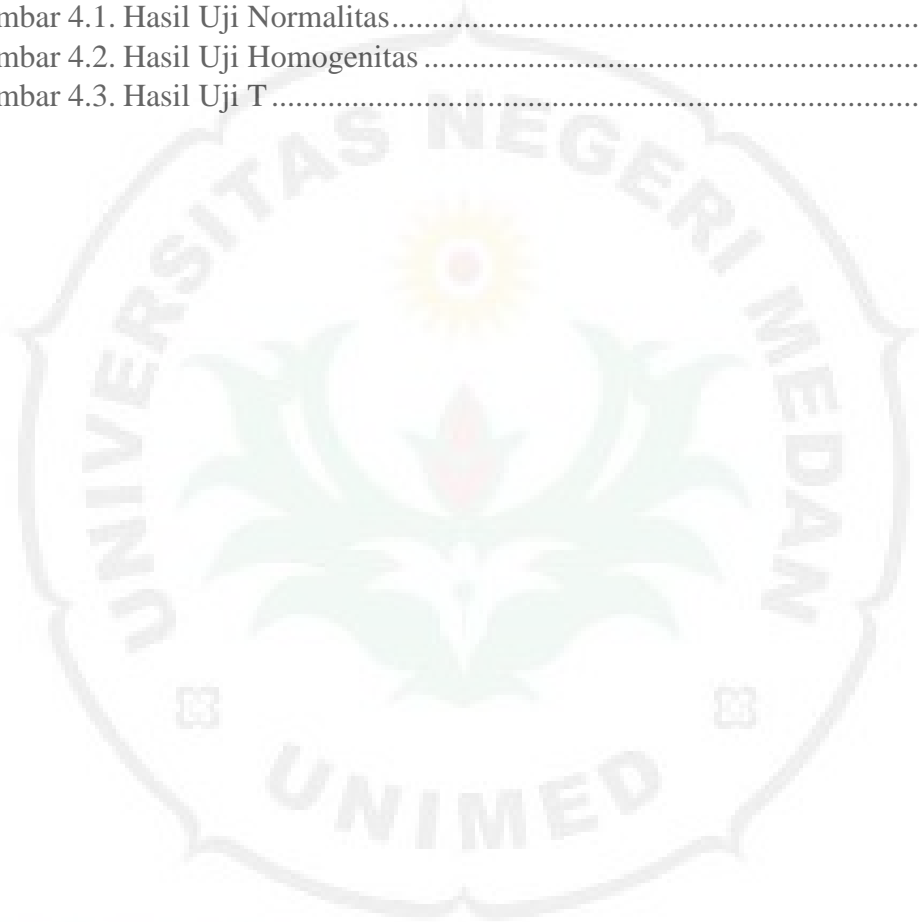 mbar 4.1. Hasil Uji Normalitas................................................................
mbar 4.2. Hasil Uji Homogenitas ............................................................
mbar 4.3. Hasil Uji T...............................................................................
UNIVERSITAS NEGERI MEDAN
UNIMED